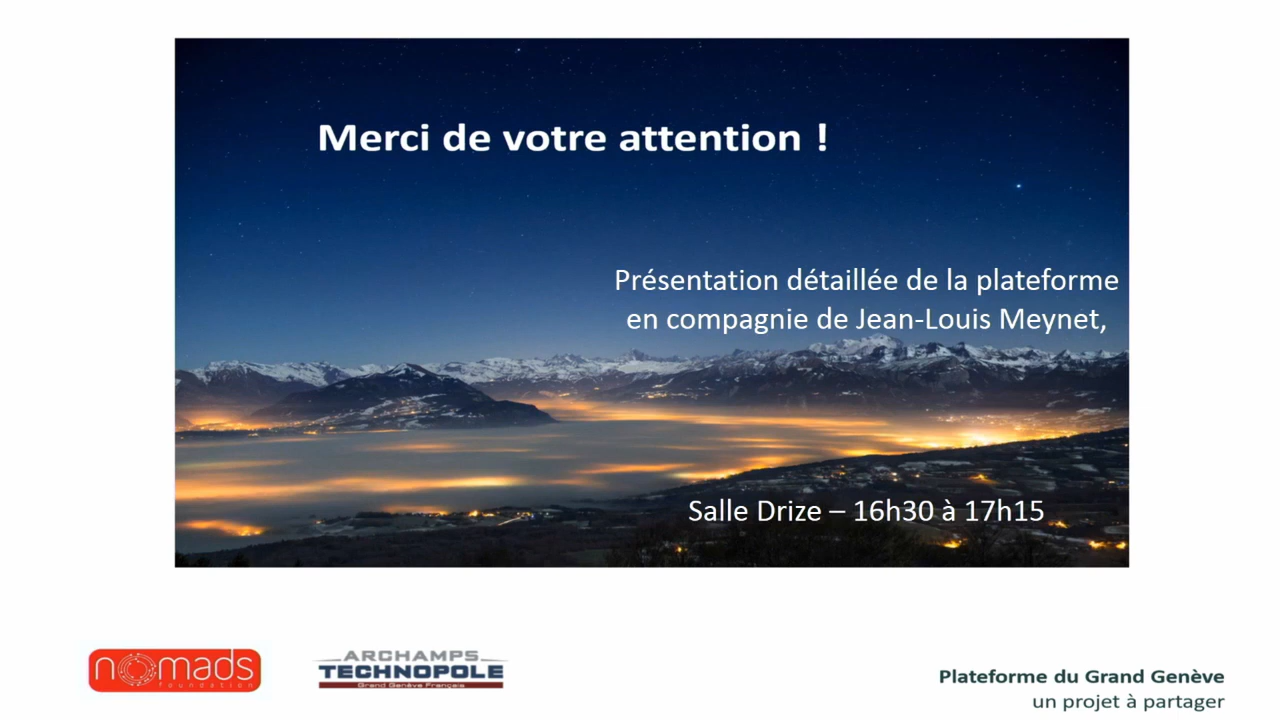 Merci de votre attention !
Présentation détaillée de la plateforme
en compagnie de Jean-Louis Meynet,
Salle Drize – 16h30 à 17h15
nomads
foundation
ARCHAMPS
TECHNOPOLE
Grand Genève Français
Plateforme du Grand Genève
un projet à partager